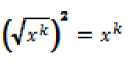 (√x^k)^2 = x^k